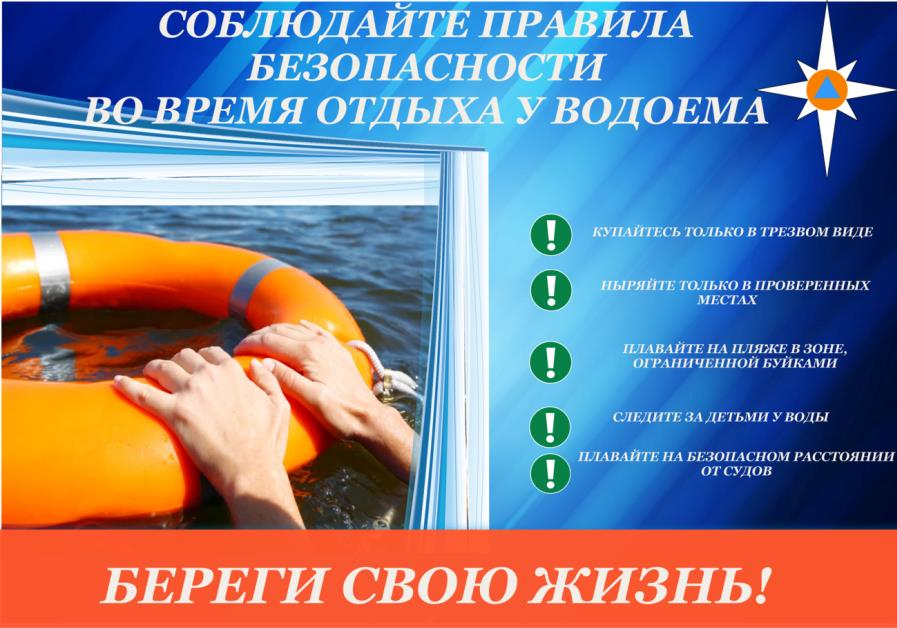 СОБЛЮДАЙТЕ ПРАВИЛА
БЕЗОПАСНОСТИ
ВО ВРЕМЯ ОТДЫХА У ВОДОЕМА
КУПАЙТЕСЬ ТОЛЬКО В ТРЕЗВОМ ВИДЕ
НЫРЯЙТЕ ТОЛЬКО В ПРОВЕРЕННЫХ
МЕСТАХ
ПЛАВАЙТЕ НА ПЛЯЖЕ В ЗОНЕ,
ОГРАНИЧЕННОЙ БУЙКАМИ
СЛЕДИТЕ ЗА ДЕТЬМИ У ВОДЫ
ПЛАВАЙТЕ НА БЕЗОПАСНОМ РАССТОЯНИИ
ОТ СУДОВ
БЕРЕГИ СВОЮ ЖИЗНЬ!